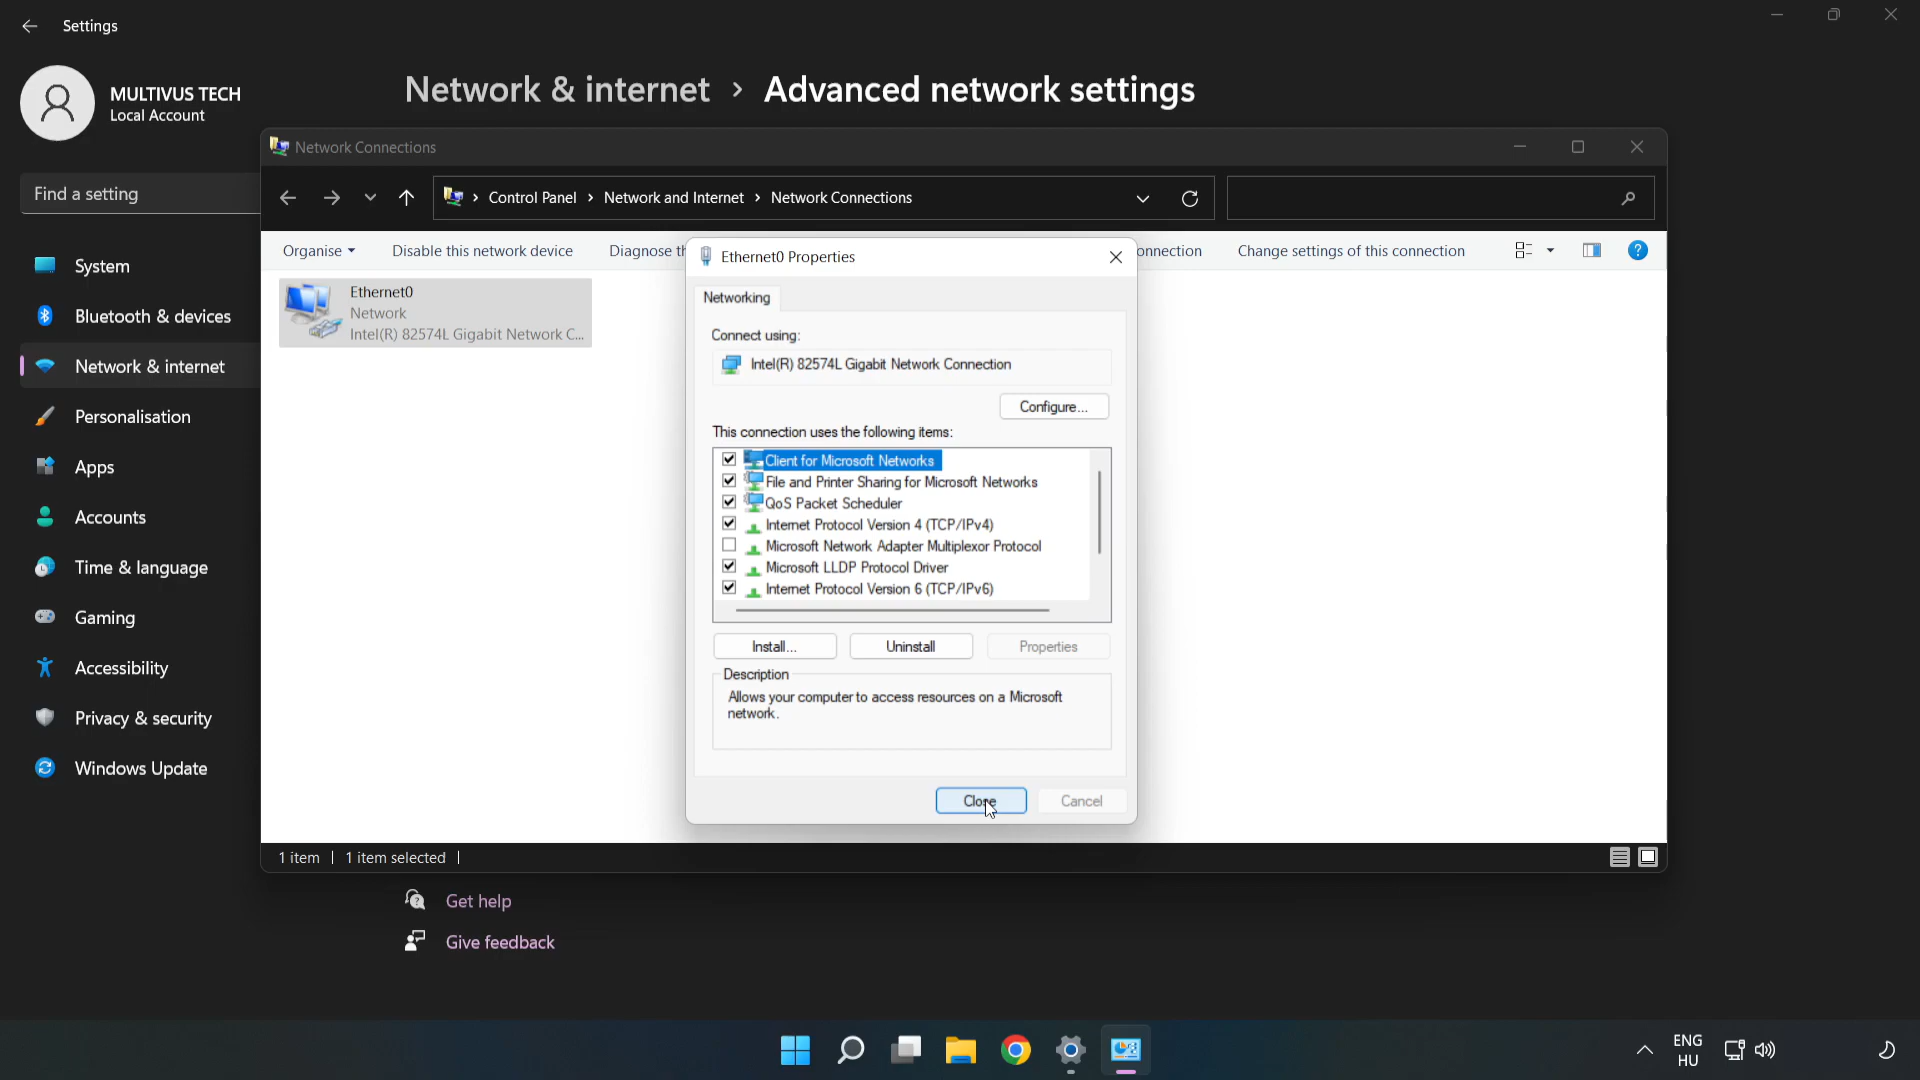 Settings
MULTIVUS TECH
Local Account
Network & internet › Advanced network settings
Find a setting
System
Bluetooth & devices
Network & internet
Personalisation
Apps
Accounts
Time & language
Gaming
Accessibility
Privacy & security
Windows Update
Network Connections
Control Panel › Network and Internet › Network Connections
Organise Disable this network device Diagnose th onnection Change settings of this connection
Ethernet0
Network
Intel(R) 82574L Gigabit Network C...
Ethernet0 Properties
Networking
Connect using:
Intel(R) 82574L Gigabit Network Connection
Configure...
This connection uses the following items:
Client for Microsoft Networks
File and Printer Sharing for Microsoft Networks
QoS Packet Scheduler
Internet Protocol Version 4 (TCP/IPv4)
Microsoft Network Adapter Multiplexor Protocol
Microsoft LLDP Protocol Driver
Internet Protocol Version 6 (TCP/IPv6)
Install... Uninstall Properties
Description
Allows your computer to access resources on a Microsoft
network.
Close Cancel
1 item 1 item selected
Get help
Give feedback
ENG
HU